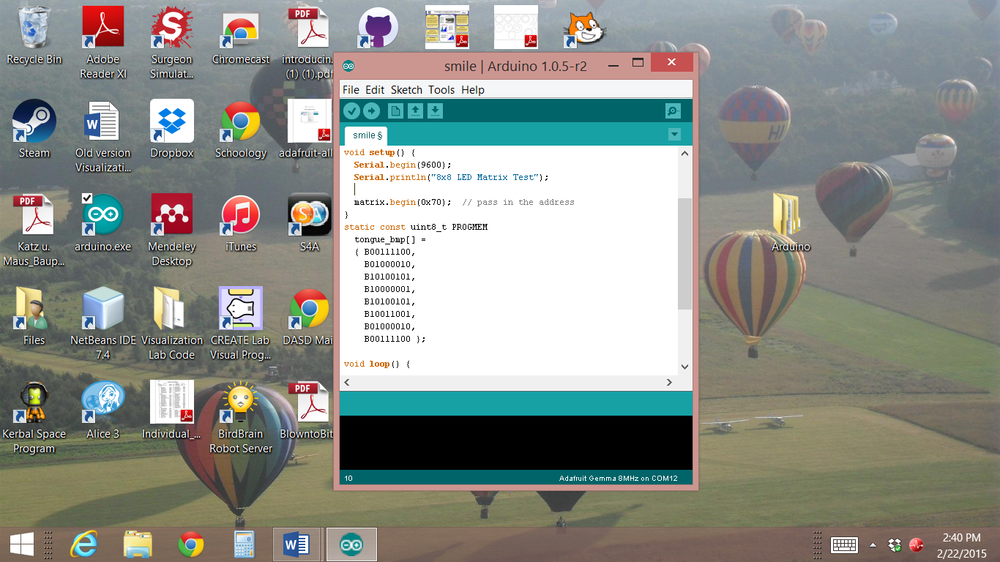 Recycle Bin
Adobe
Reader XI
Surgeon
Simulat...
Chromecast
PDF
introducin...
(1) (1).pdf
Steam
W
Old version
Visualizati...
Dropbox
Schoology
adafruit-all
PDF
Katz u.
Maus_Baup...
arduino.exe
Mendeley
Desktop
iTunes
S4A
S4A
Files
NetBeans IDE
7.4
Visualization
Lab Code
CREATE Lab
Visual Prog...
DASD Mai
Kerbal Space
Program
Alice 3
Individual_...
BirdBrain
Robot Server
PDF
BlowntoBit
smile | Arduino 1.0.5-r2
File Edit Sketch Tools Help
smile §
void setup() {
Serial.begin(9600);
Serial.println("8x8 LED Matrix Test");
matrix.begin(0x70);  // pass in the address
}
static const uint8_t PROGMEM
tongue_bmp[] =
{ B00111100,
B01000010,
B10100101,
B10000001,
B10100101,
B10011001,
B01000010,
B00111100 };
void loop() {
10
Adafruit Gemma 8MHz on COM12
HI
Arduino
W
2:40 PM
2/22/2015